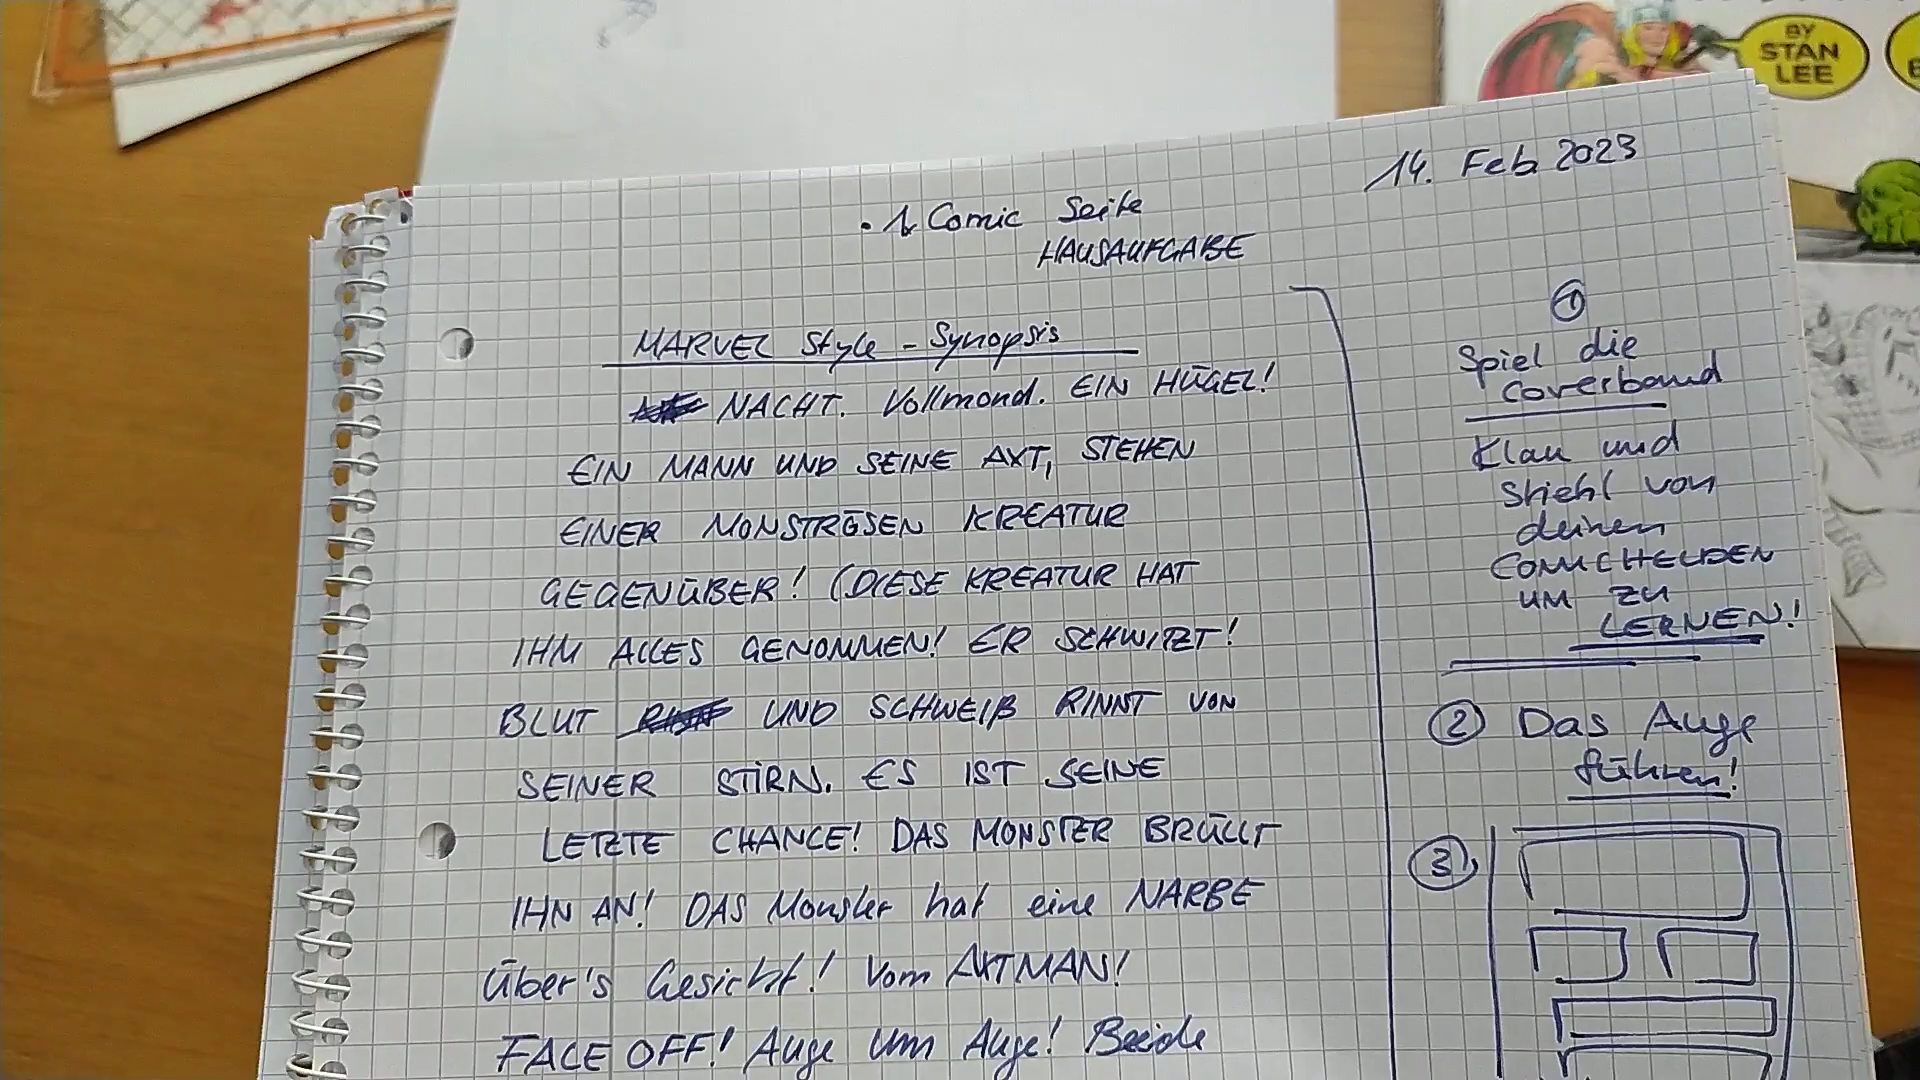 BY
STAN
LEE
14. Feb 2023
• 1 Comic Seite
HAUSAUFGABE
MARVEL Style - Synopsis
NACHT. Vollmond. EIN HÜGEL!
EIN MANN UND SEINE AXT, STEHEN
EINER MONSTRÖSEN KREATUR
GEGENÜBER! (DIESE KREATUR HAT
IHM ALLES GENOMMEN! ER SCHWITZT!
BLUT UND SCHWEIß RINNT VON
SEINER STIRN. ES IST SEINE
LETZTE CHANCE! DAS MONSTER BRÜLLT
IHN AN! DAS Monster hat eine NARBE
Über's Gesicht! Vom AXTMAN!
FACE OFF! Auge um Auge! Beide
①
Spiel die
Coverband
Klau und
Stiehl von
deinen
COMICHELDEN
UM ZU
LERNEN!
② Das Auge
führen!
③